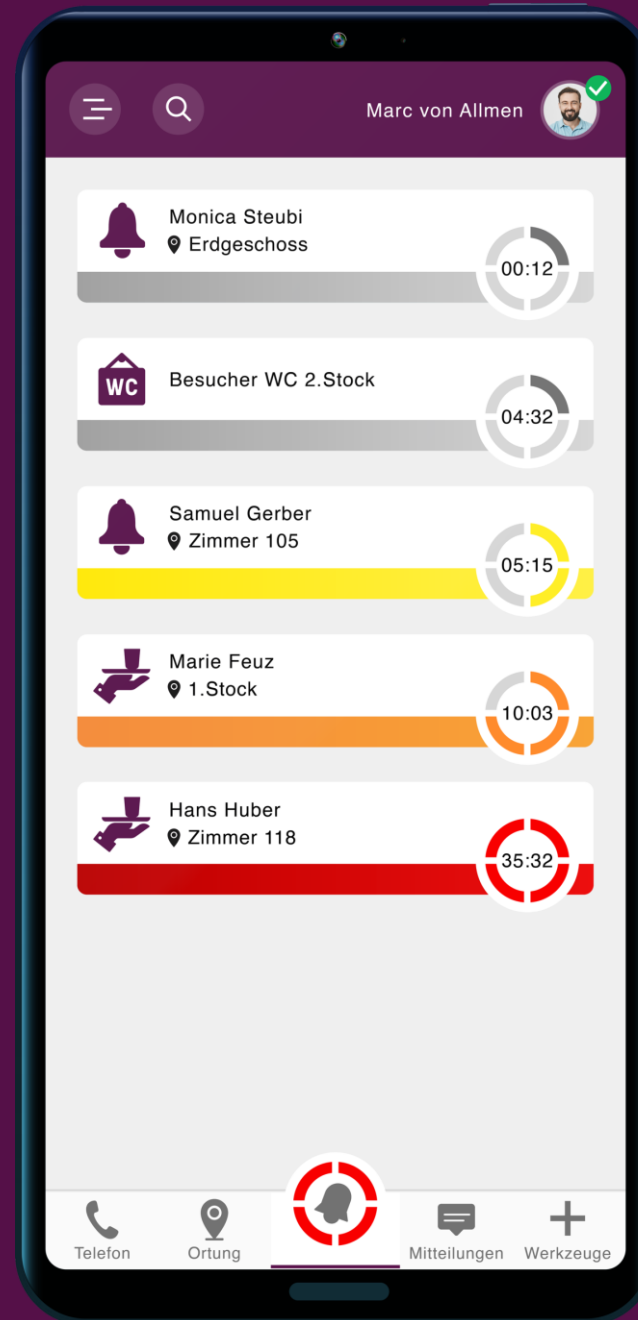 Marc von Allmen
Monica Steubi
Erdgeschoss
00:12
WC
Besucher WC 2.Stock
04:32
Samuel Gerber
Zimmer 105
05:15
Marie Feuz
1.Stock
10:03
Hans Huber
Zimmer 118
35:32
Telefon
Ortung
Mitteilungen
Werkzeuge